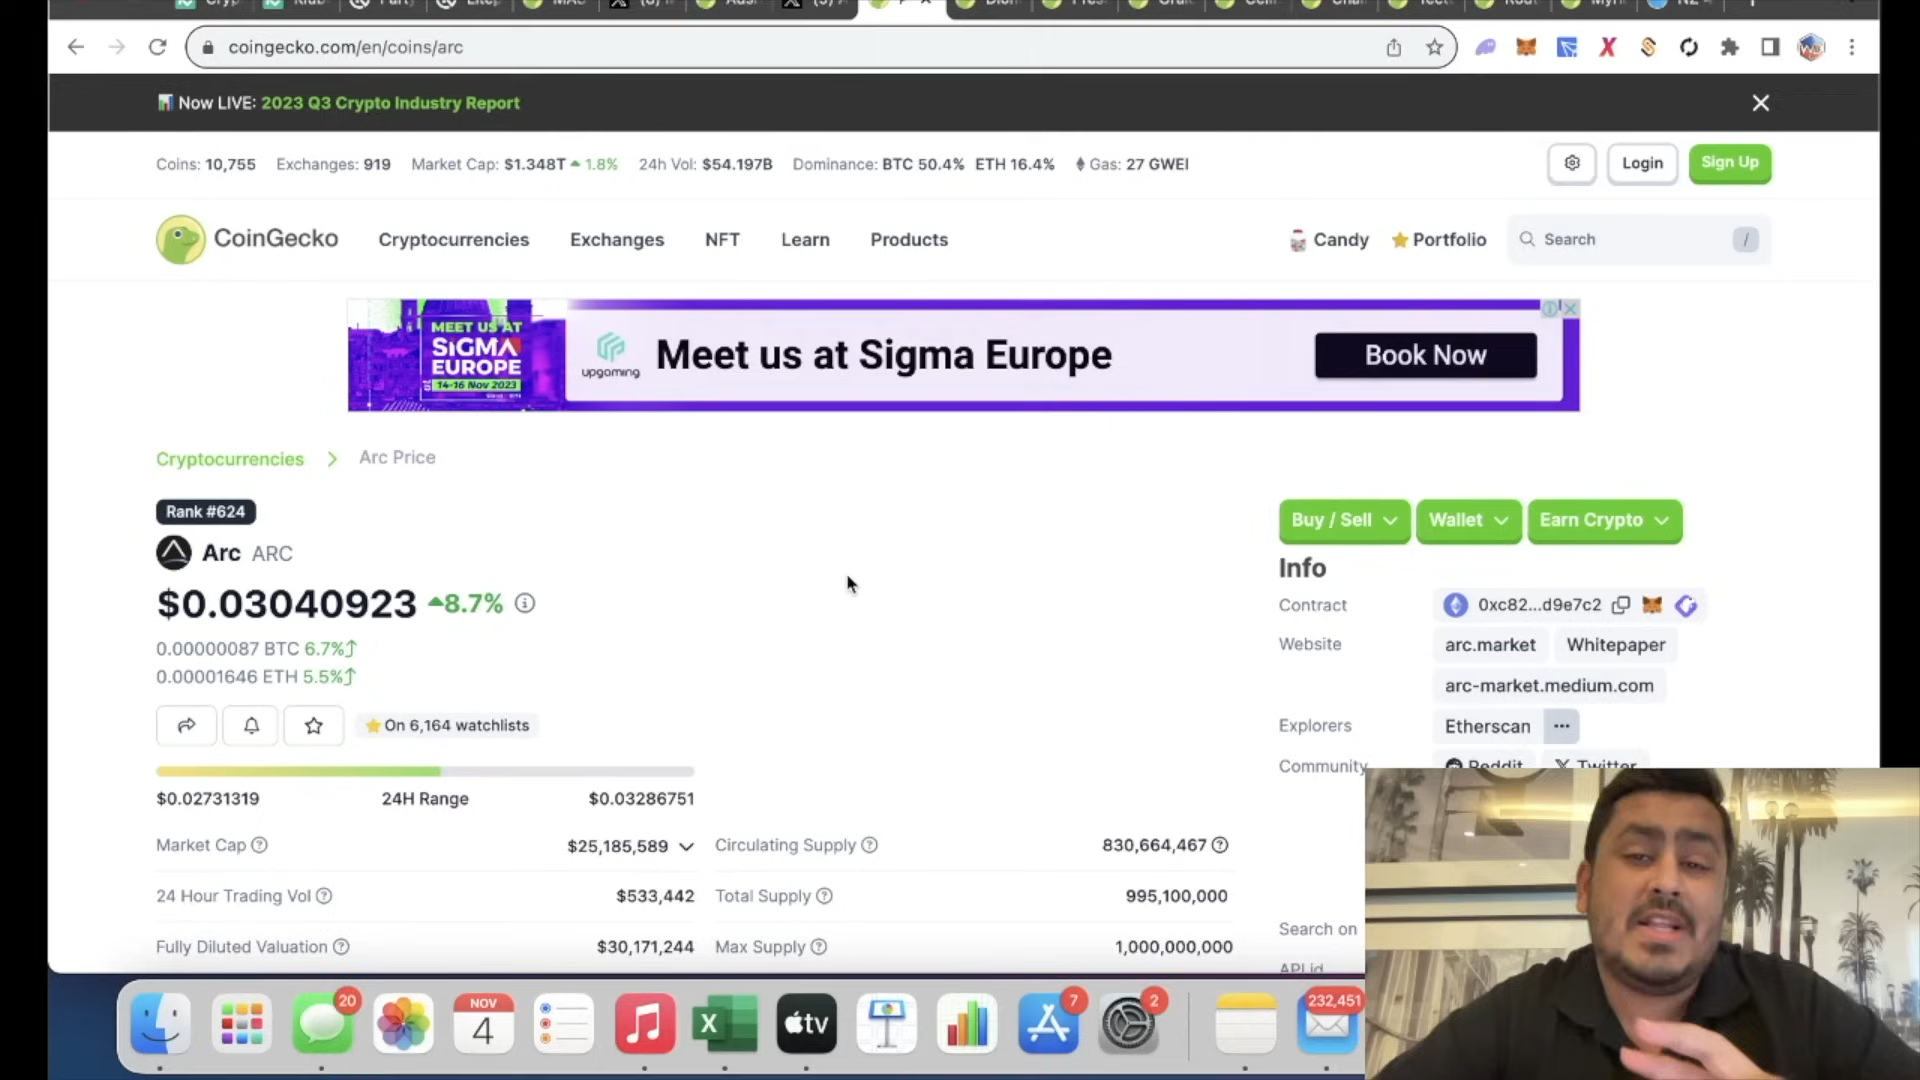 coingecko.com/en/coins/arc
Now LIVE: 2023 Q3 Crypto Industry Report
Coins: 10,755 Exchanges: 919 Market Cap: $1.348T 1.8% 24h Vol: $54.197B Dominance: BTC 50.4% ETH 16.4% Gas: 27 GWEI
Login
Sign Up
CoinGecko
Cryptocurrencies Exchanges NFT Learn Products
Candy Portfolio
Search /
MEET US AT
SiGMA
EUROPE
14-16 Nov 2023
upgaming
Meet us at Sigma Europe
Book Now
Cryptocurrencies > Arc Price
Rank #624
Arc ARC
$0.03040923 8.7%
0.00000087 BTC 6.7%
0.00001646 ETH 5.5%
On 6,164 watchlists
$0.02731319 24H Range $0.03286751
Market Cap $25,185,589 Circulating Supply 830,664,467
24 Hour Trading Vol $533,442 Total Supply 995,100,000
Fully Diluted Valuation $30,171,244 Max Supply 1,000,000,000
Buy / Sell Wallet Earn Crypto
Info
Contract 0xc82...d9e7c2
Website arc.market Whitepaper
arc-market.medium.com
Explorers Etherscan
Community Reddit Twitter
Search on
API id
20
NOV
4
X
tv
7
2
232,451